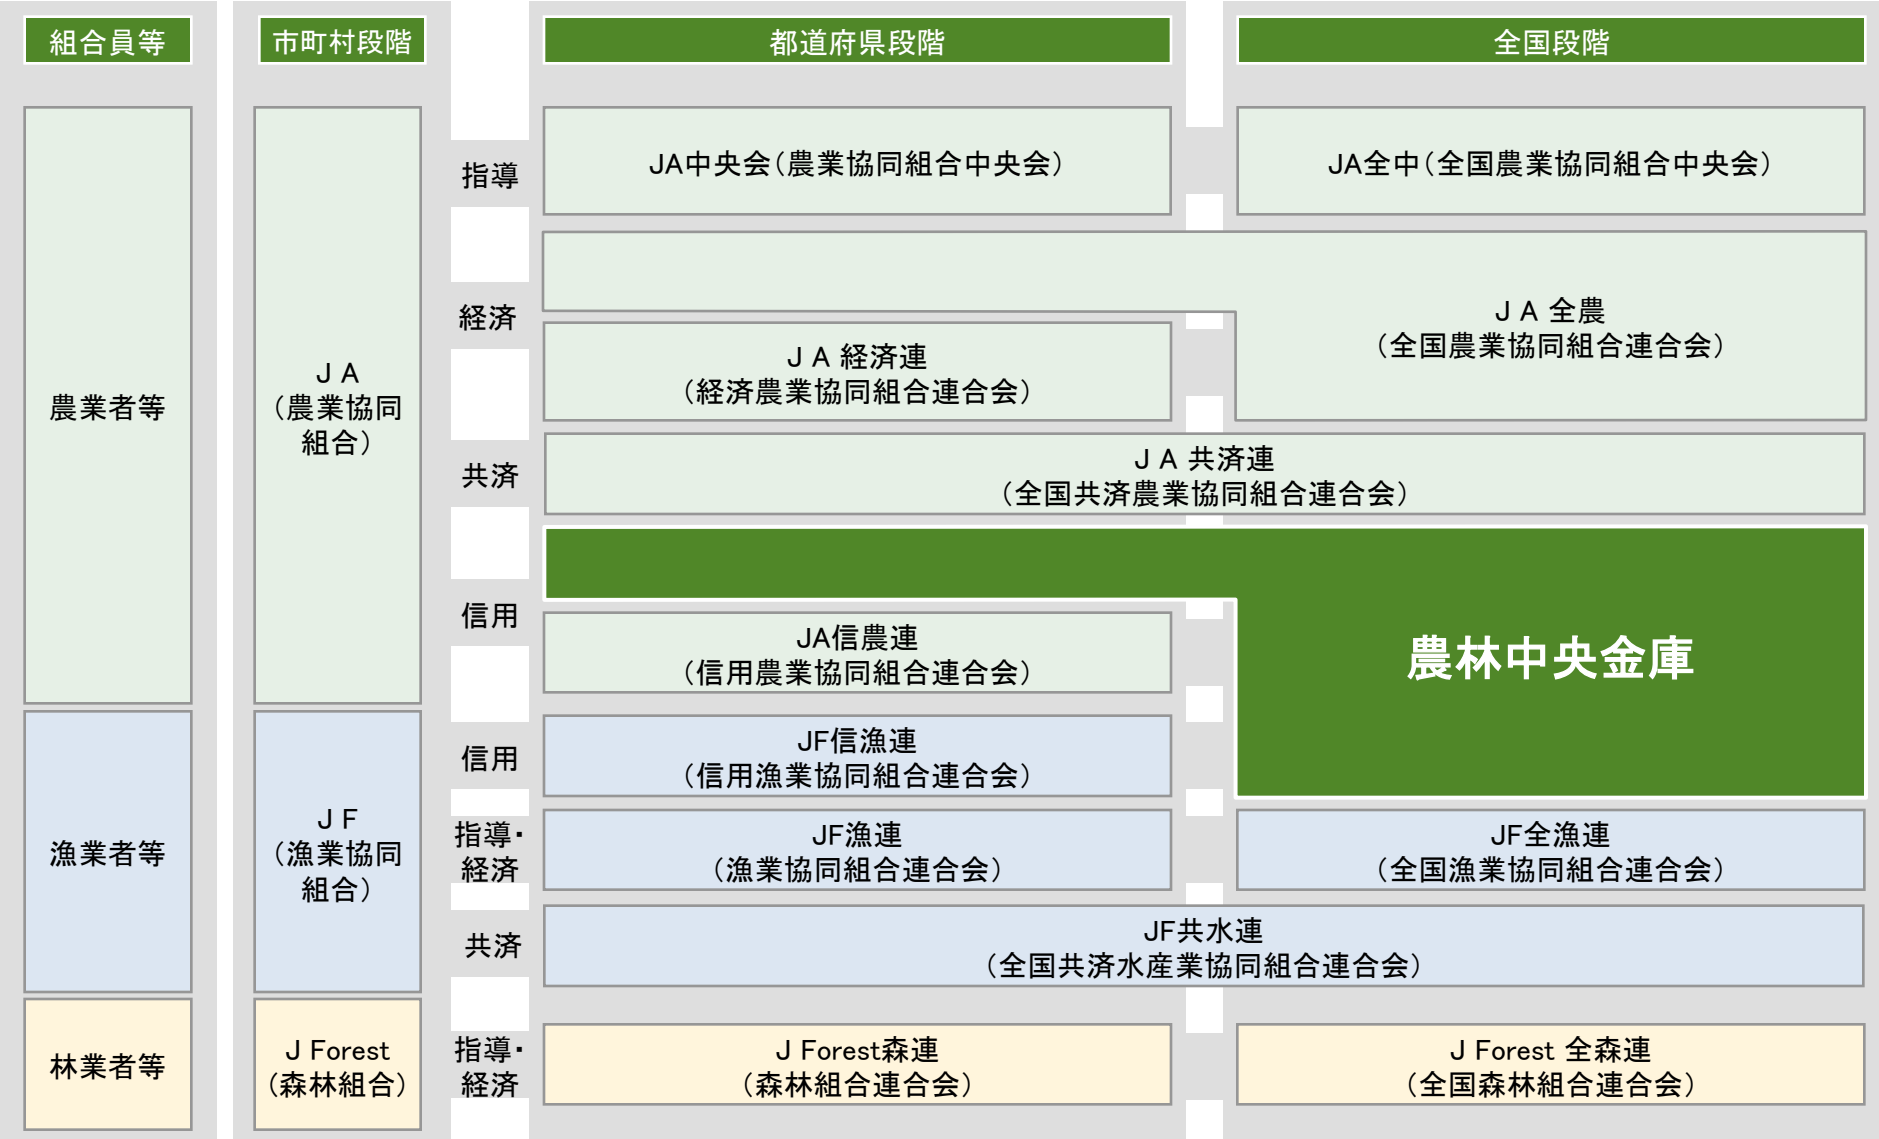 組合員等
市町村段階
都道府県段階
全国段階
農業者等
J A
（農業協同
組合）
指導
JA中央会（農業協同組合中央会）
JA全中（全国農業協同組合中央会）
経済
J A 全農
（全国農業協同組合連合会）
J A 経済連
（経済農業協同組合連合会）
共済
J A 共済連
（全国共済農業協同組合連合会）
信用
農林中央金庫
JA信農連
（信用農業協同組合連合会）
漁業者等
J F
（漁業協同
組合）
信用
JF信漁連
（信用漁業協同組合連合会）
指導・
経済
JF漁連
（漁業協同組合連合会）
JF全漁連
（全国漁業協同組合連合会）
共済
JF共水連
（全国共済水産業協同組合連合会）
林業者等
J Forest
（森林組合）
指導・
経済
J Forest森連
（森林組合連合会）
J Forest 全森連
（全国森林組合連合会）